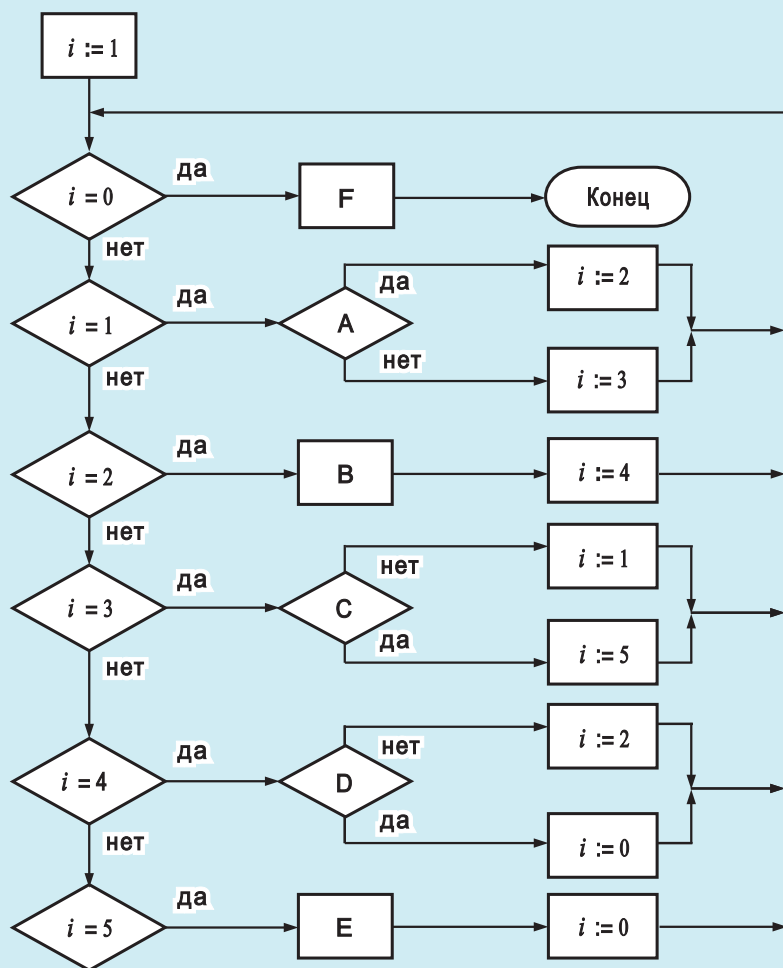 i := 1
i = 0
да
F
Конец
нет
i = 1
да
A
да
i := 2
нет
i := 3
нет
i = 2
да
B
i := 4
нет
i = 3
да
C
нет
i := 1
да
i := 5
нет
i = 4
да
D
нет
i := 2
да
i := 0
нет
i = 5
да
E
i := 0